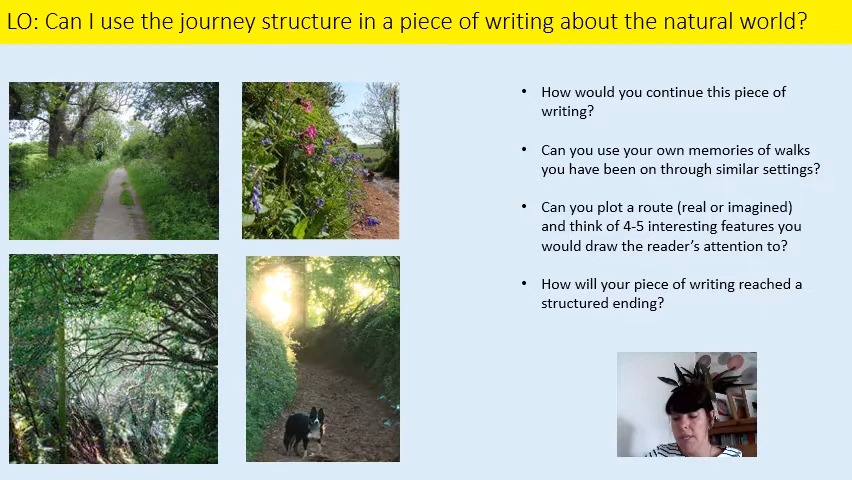 LO: Can I use the journey structure in a piece of writing about the natural world?
• How would you continue this piece of
writing?
• Can you use your own memories of walks
you have been on through similar settings?
• Can you plot a route (real or imagined)
and think of 4-5 interesting features you
would draw the reader's attention to?
• How will your piece of writing reached a
structured ending?